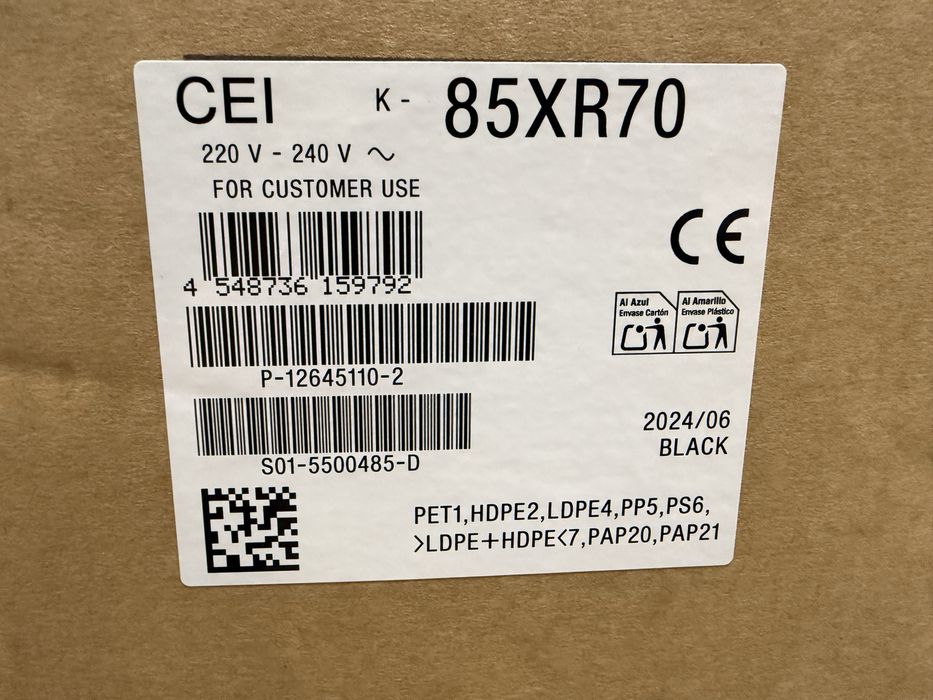 CEI K - 85XR70
220 V - 240 V ~
FOR CUSTOMER USE
4 548736 159792
P-12645110-2
S01-5500485-D
CE
Al Azul
Envase Cartón
Al Amarillo
Envase Plástico
2024/06
BLACK
PET1,HDPE2,LDPE4,PP5,PS6,
>LDPE+HDPE<7,PAP20,PAP21